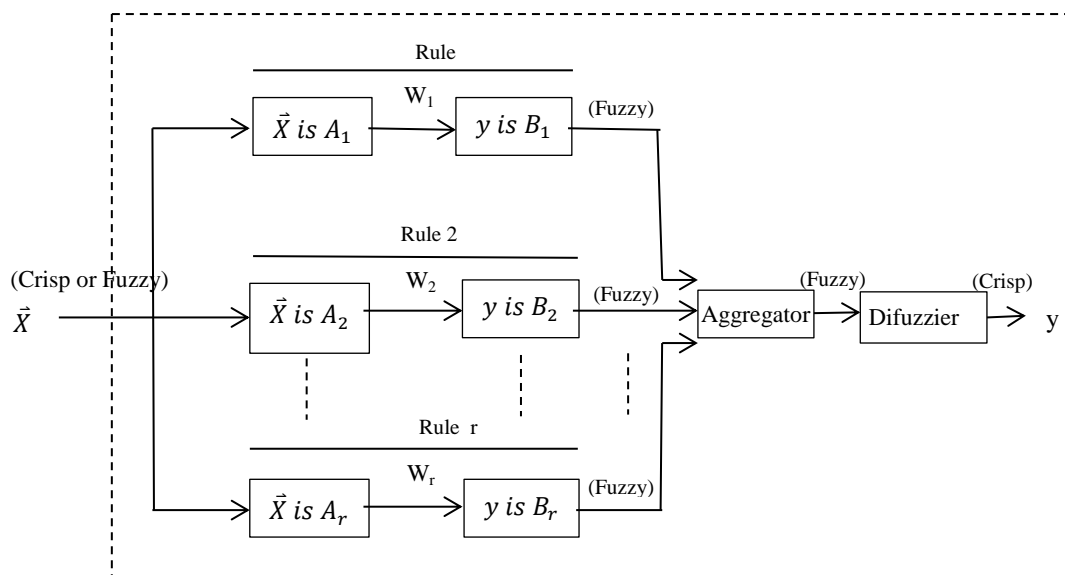 Rule
W₁
(Fuzzy)
X⃗ is A₁
y is B₁
Rule 2
(Crisp or Fuzzy)
W₂
(Fuzzy)
(Fuzzy)
(Crisp)
X⃗
X⃗ is A₂
y is B₂
Aggregator
Difuzzier
y
Rule r
Wᵣ
(Fuzzy)
X⃗ is Aᵣ
y is Bᵣ